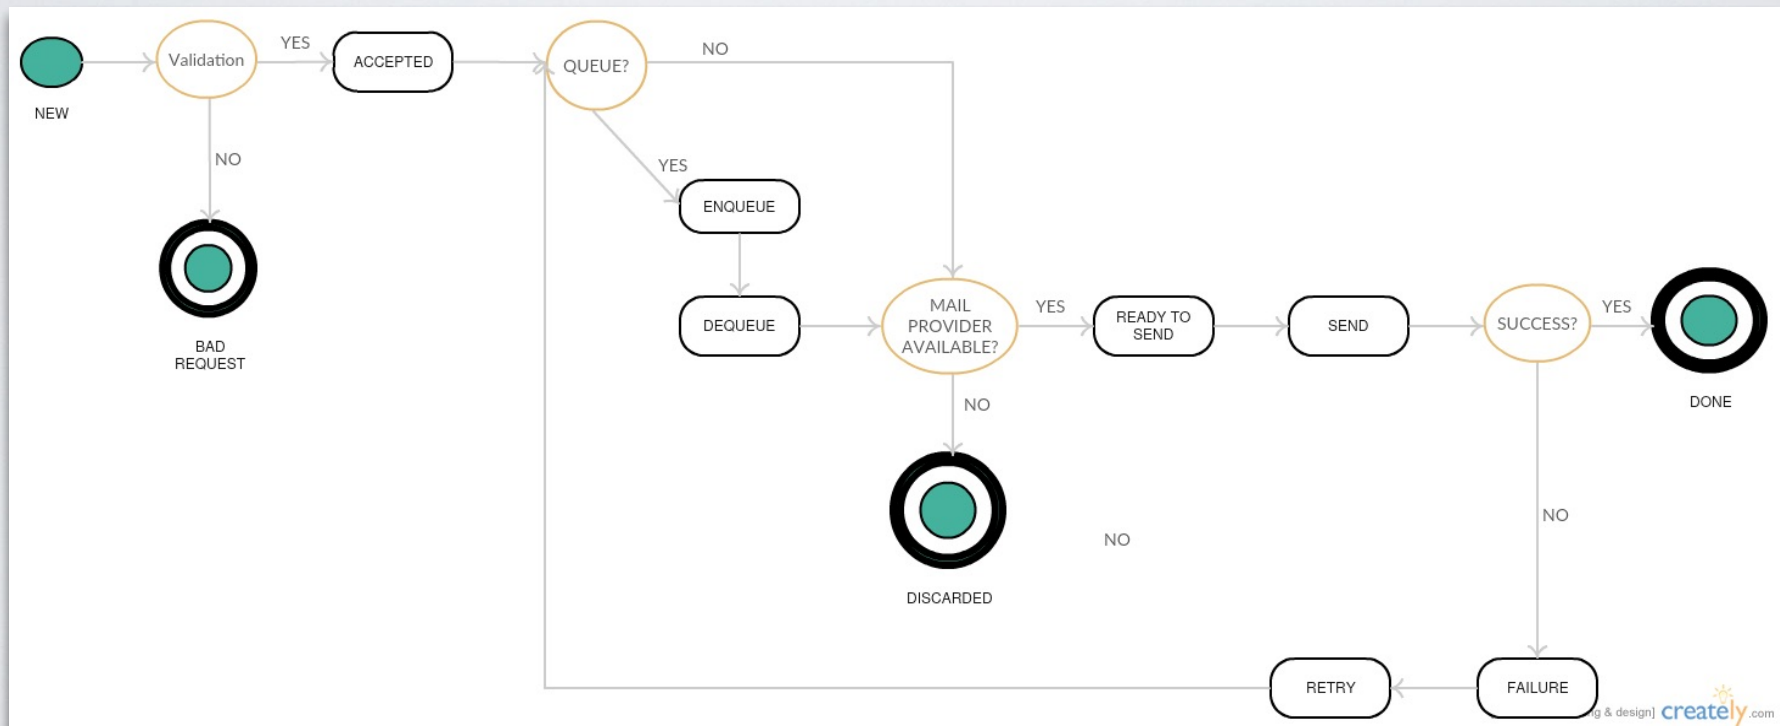 YES
NO
Validation
ACCEPTED
QUEUE?
NEW
NO
YES
ENQUEUE
BAD
REQUEST
DEQUEUE
MAIL
PROVIDER
AVAILABLE?
YES
READY TO
SEND
SEND
SUCCESS?
YES
DONE
NO
NO
NO
DISCARDED
RETRY
FAILURE
& design]
creately.com